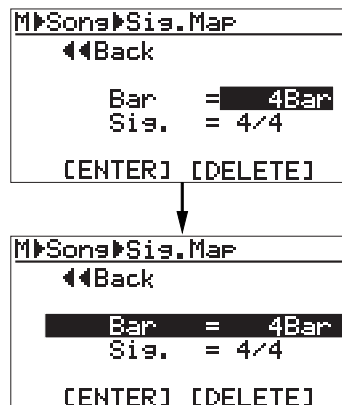 M▶Song▶Sig.Map
◀◀Back
Bar = 4Bar
Sig. = 4/4
[ENTER] [DELETE]
M▶Song▶Sig.Map
◀◀Back
Bar = 4Bar
Sig. = 4/4
[ENTER] [DELETE]